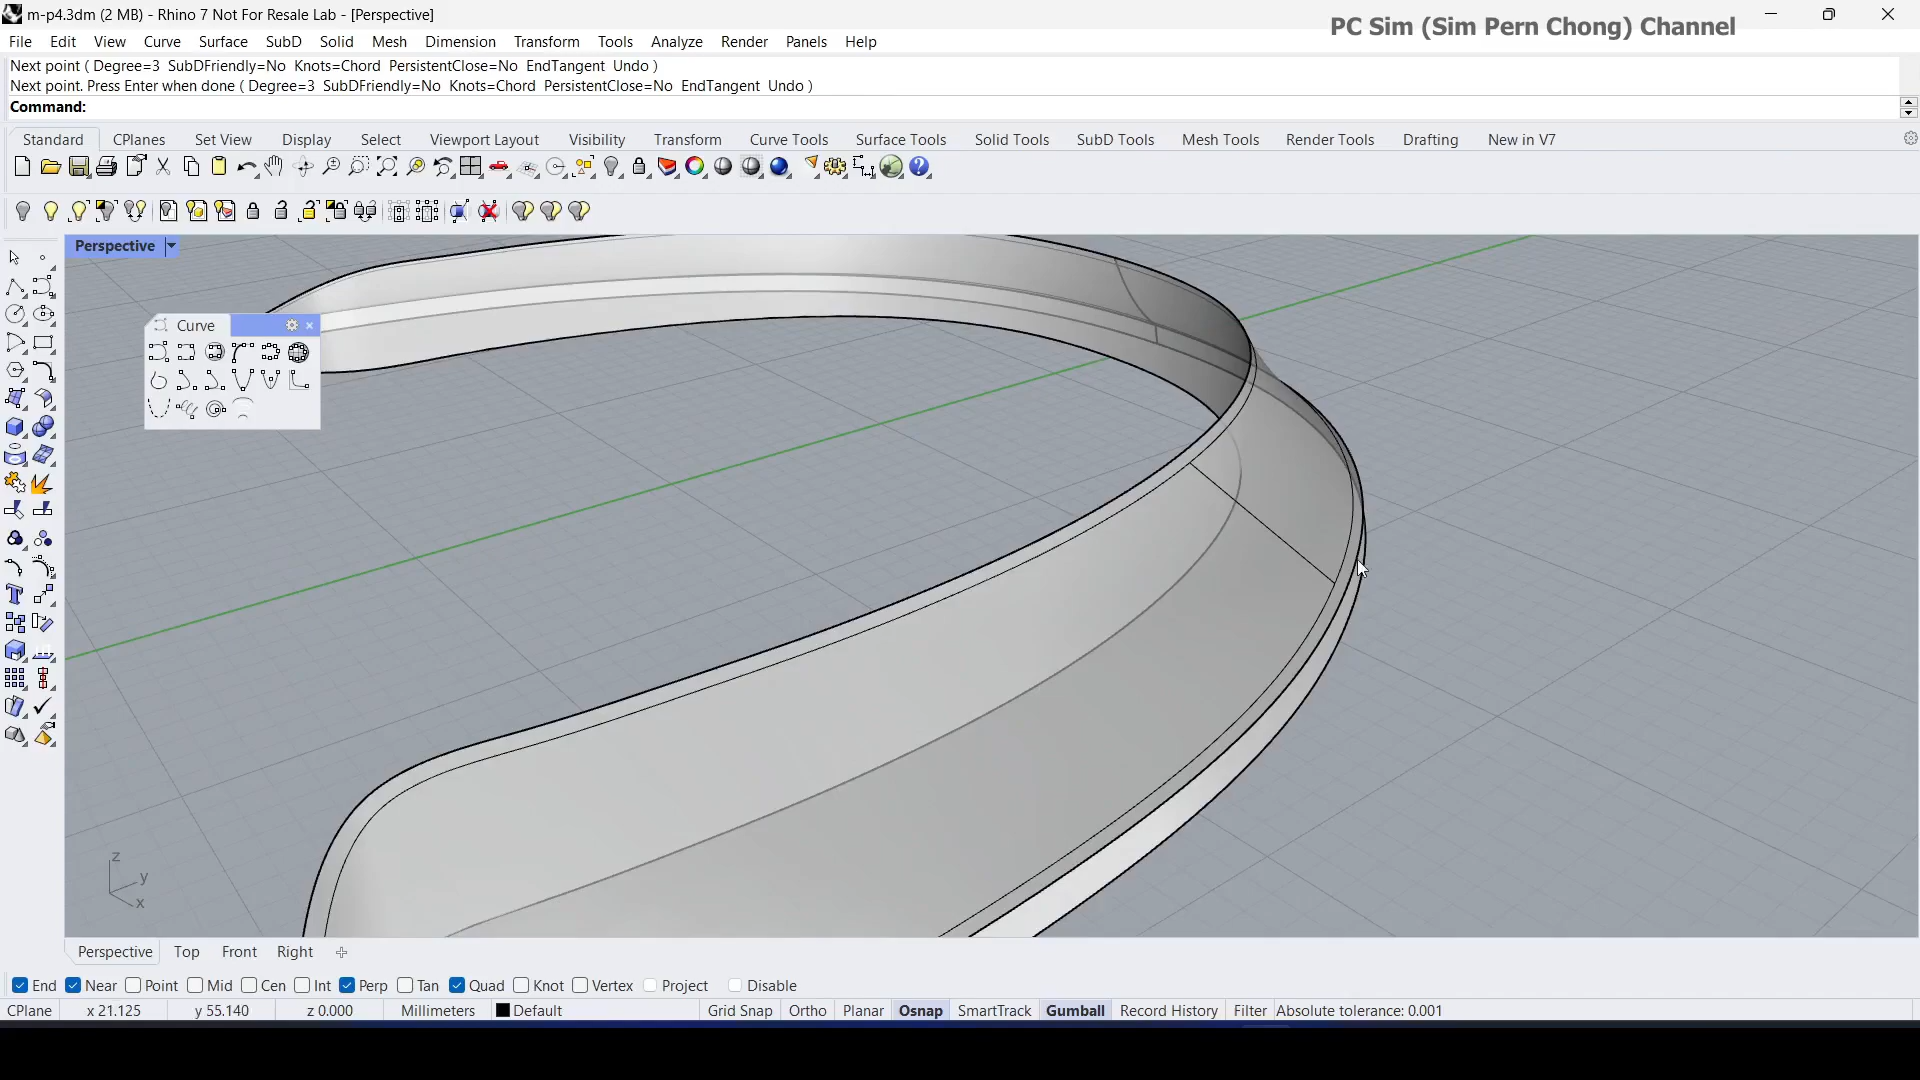 m-p4.3dm (2 MB) - Rhino 7 Not For Resale Lab - [Perspective]
PC Sim (Sim Pern Chong) Channel
File Edit View Curve Surface SubD Solid Mesh Dimension Transform Tools Analyze Render Panels Help
Next point ( Degree=3 SubDFriendly=No Knots=Chord PersistentClose=No EndTangent Undo )
Next point. Press Enter when done ( Degree=3 SubDFriendly=No Knots=Chord PersistentClose=No EndTangent Undo )
Command:
Standard CPlanes Set View Display Select Viewport Layout Visibility Transform Curve Tools Surface Tools Solid Tools SubD Tools Mesh Tools Render Tools Drafting New in V7
Perspective
Curve
z
y
x
Perspective Top Front Right
End Near Point Mid Cen Int Perp Tan Quad Knot Vertex Project Disable
CPlane x 21.125 y 55.140 z 0.000 Millimeters Default Grid Snap Ortho Planar Osnap SmartTrack Gumball Record History Filter Absolute tolerance: 0.001